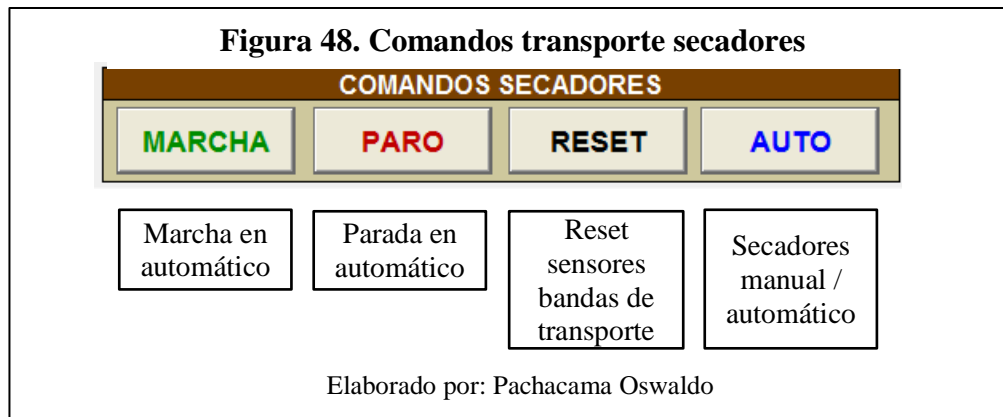 Figura 48. Comandos transporte secadores
COMANDOS SECADORES
MARCHA
PARO
RESET
AUTO
Marcha en
automático
Parada en
automático
Reset
sensores
bandas de
transporte
Secadores
manual /
automático
Elaborado por: Pachacama Oswaldo